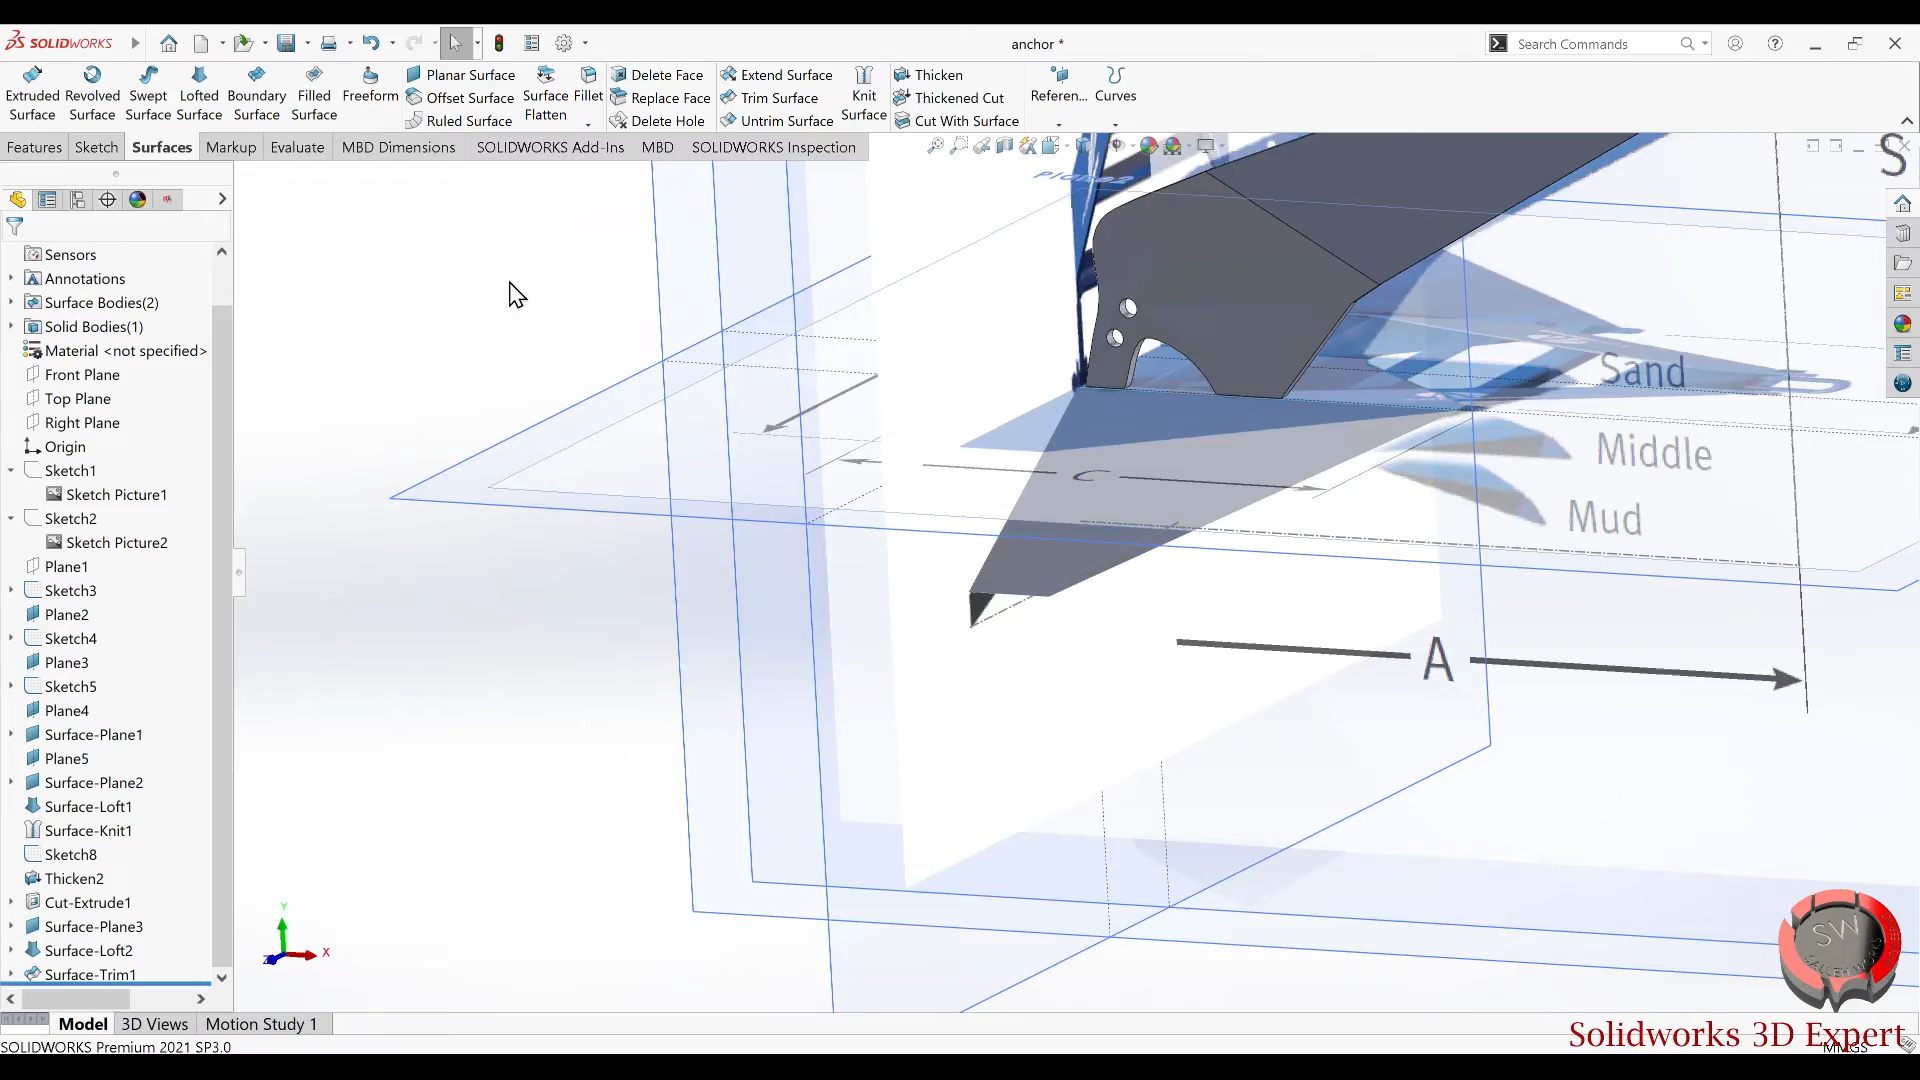 SOLIDWORKS
anchor *
Search Commands
Extruded Surface
Revolved Surface
Swept Surface
Lofted Surface
Boundary Surface
Filled Surface
Freeform
Planar Surface
Offset Surface
Ruled Surface
Surface Flatten
Fillet
Delete Face
Replace Face
Delete Hole
Extend Surface
Trim Surface
Untrim Surface
Knit Surface
Thicken
Thickened Cut
Cut With Surface
Referen...
Curves
Features
Sketch
Surfaces
Markup
Evaluate
MBD Dimensions
SOLIDWORKS Add-Ins
MBD
SOLIDWORKS Inspection
Sensors
Annotations
Surface Bodies(2)
Solid Bodies(1)
Material <not specified>
Front Plane
Top Plane
Right Plane
Origin
Sketch1
Sketch Picture1
Sketch2
Sketch Picture2
Plane1
Sketch3
Plane2
Sketch4
Plane3
Sketch5
Plane4
Surface-Plane1
Plane5
Surface-Plane2
Surface-Loft1
Surface-Knit1
Sketch8
Thicken2
Cut-Extrude1
Surface-Plane3
Surface-Loft2
Surface-Trim1
Plane2
S
Sand
Middle
Mud
C
A
Y
X
Z
SW
Model
3D Views
Motion Study 1
SOLIDWORKS Premium 2021 SP3.0
Solidworks 3D Expert
MMGS